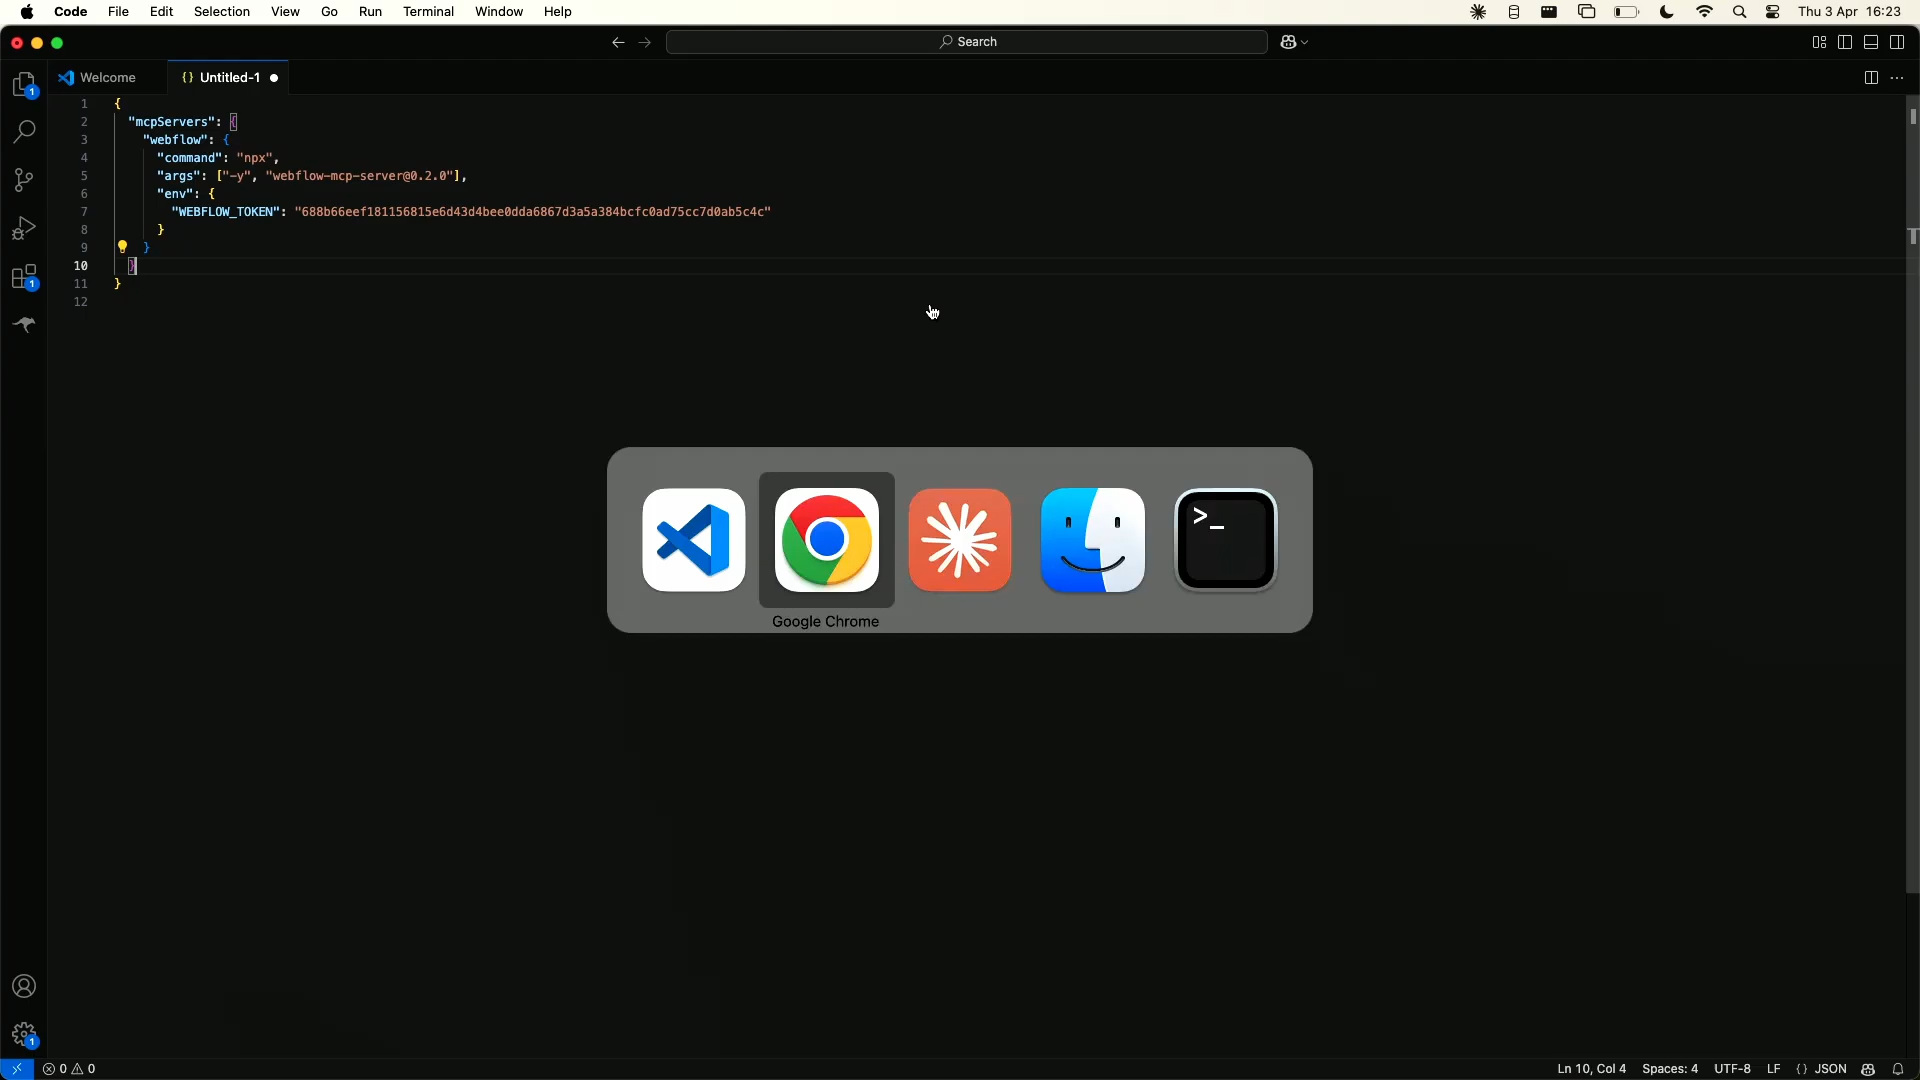 Code File Edit Selection View Go Run Terminal Window Help Thu 3 Apr 16:23
Search
Welcome {} Untitled-1
1 {
2 "mcpServers": {
3 "webflow": {
4 "command": "npx",
5 "args": ["-y", "webflow-mcp-server@0.2.0"],
6 "env": {
7 "WEBFLOW_TOKEN": "688b66eef181156815e6d43d4bee0dda6867d3a5a384bcfc0ad75cc7d0ab5c4c"
8 }
9 }
10 }
11 }
12
1
1
>_
Google Chrome
1
0 0 Ln 10, Col 4 Spaces: 4 UTF-8 LF {} JSON